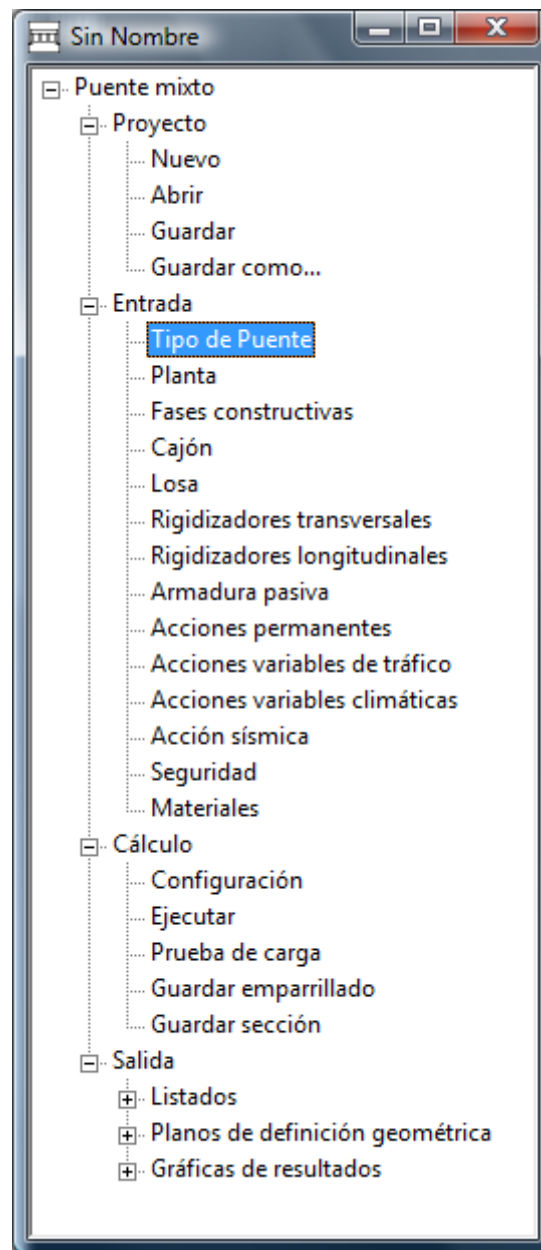 Sin Nombre
Puente mixto
Proyecto
Nuevo
Abrir
Guardar
Guardar como...
Entrada
Tipo de Puente
Planta
Fases constructivas
Cajón
Losa
Rigidizadores transversales
Rigidizadores longitudinales
Armadura pasiva
Acciones permanentes
Acciones variables de tráfico
Acciones variables climáticas
Acción sísmica
Seguridad
Materiales
Cálculo
Configuración
Ejecutar
Prueba de carga
Guardar emparrillado
Guardar sección
Salida
Listados
Planos de definición geométrica
Gráficas de resultados